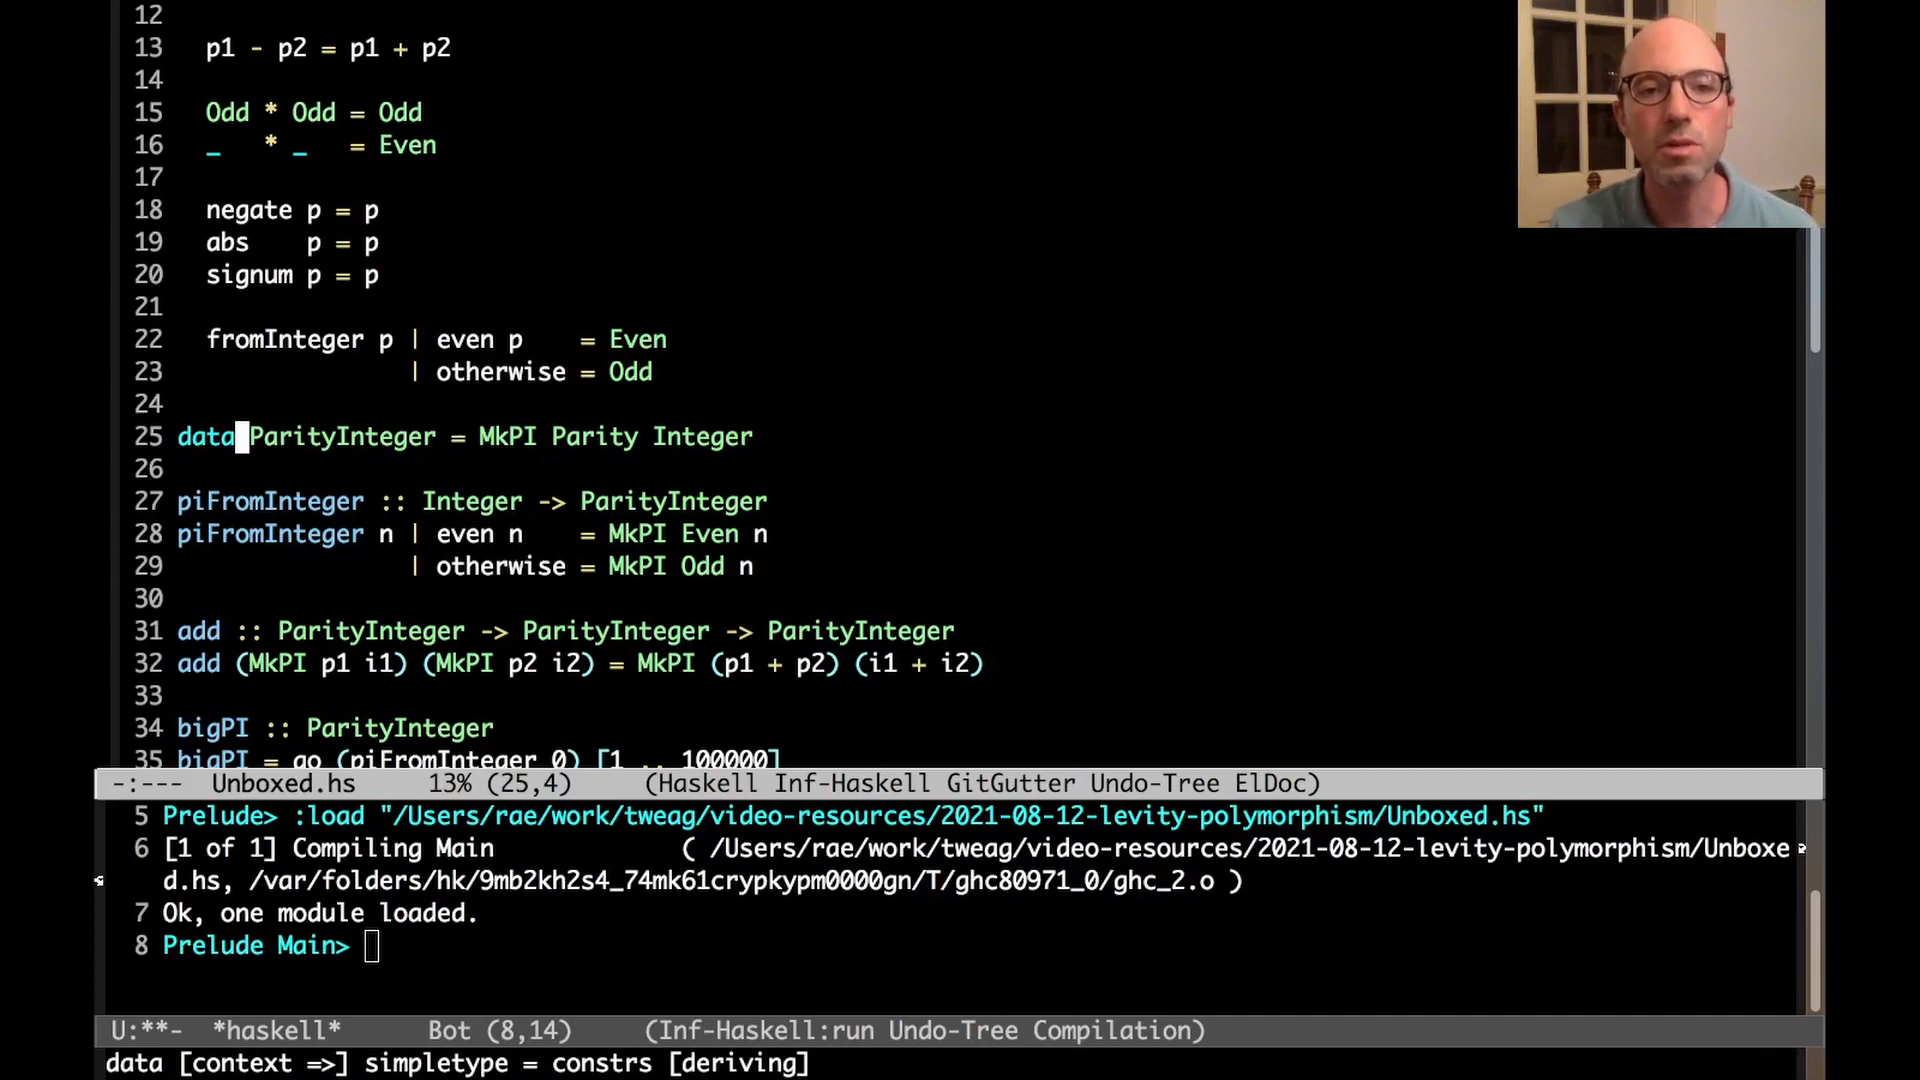 12
13 p1 - p2 = p1 + p2
14
15 Odd * Odd = Odd
16 _ * _ = Even
17
18 negate p = p
19 abs p = p
20 signum p = p
21
22 fromInteger p | even p = Even
23 | otherwise = Odd
24
25 data ParityInteger = MkPI Parity Integer
26
27 piFromInteger :: Integer -> ParityInteger
28 piFromInteger n | even n = MkPI Even n
29 | otherwise = MkPI Odd n
30
31 add :: ParityInteger -> ParityInteger -> ParityInteger
32 add (MkPI p1 i1) (MkPI p2 i2) = MkPI (p1 + p2) (i1 + i2)
33
34 bigPI :: ParityInteger
35 bigPI = go (piFromInteger 0) [1 .. 100000]
-:--- Unboxed.hs 13% (25,4) (Haskell Inf-Haskell GitGutter Undo-Tree ElDoc)
5 Prelude> :load "/Users/rae/work/tweag/video-resources/2021-08-12-levity-polymorphism/Unboxed.hs"
6 [1 of 1] Compiling Main ( /Users/rae/work/tweag/video-resources/2021-08-12-levity-polymorphism/Unboxe
d.hs, /var/folders/hk/9mb2kh2s4_74mk61crypkypm0000gn/T/ghc80971_0/ghc_2.o )
7 Ok, one module loaded.
8 Prelude Main>
U:**- *haskell* Bot (8,14) (Inf-Haskell:run Undo-Tree Compilation)
data [context =>] simpletype = constrs [deriving]